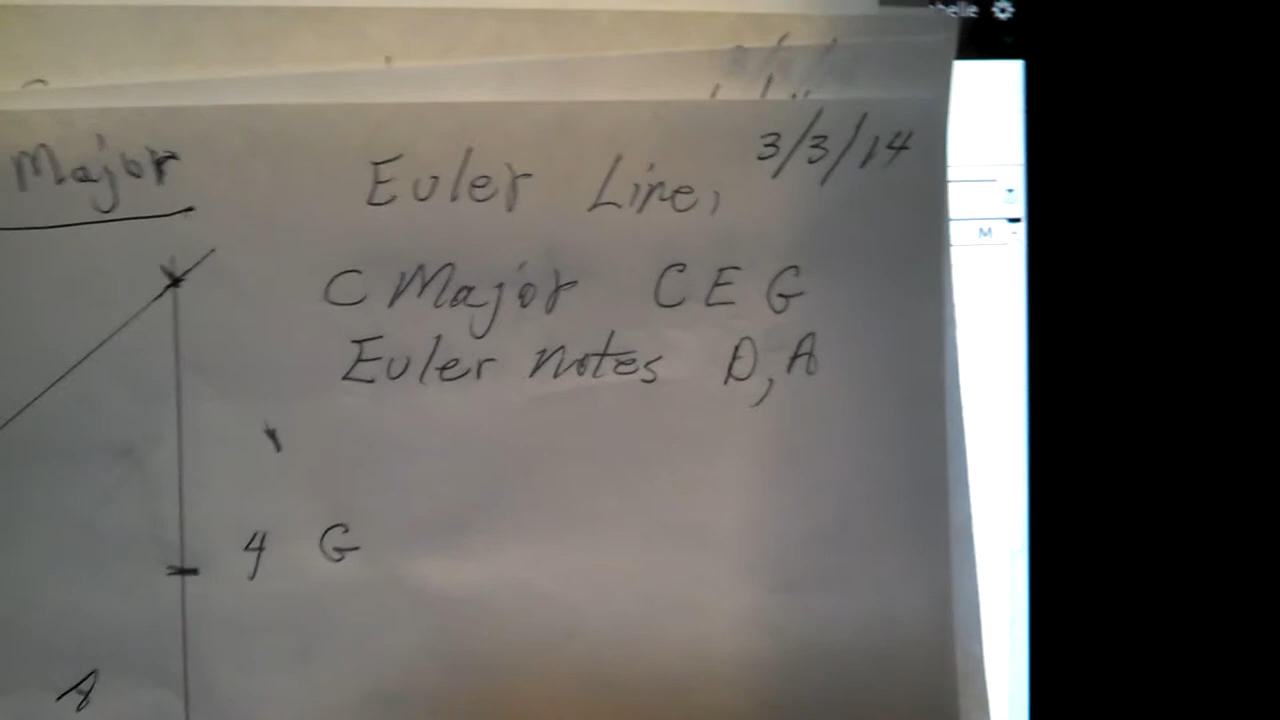 3/3/14
Major
Euler Line,
C Major C E G
Euler notes D, A
4 G
M